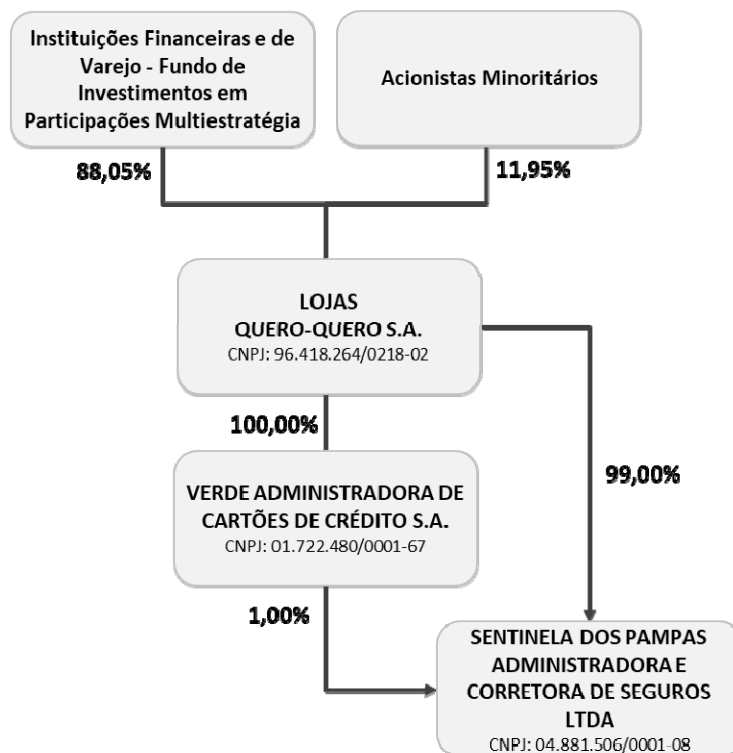 Instituições Financeiras e de
Varejo - Fundo de
Investimentos em
Participações Multiestratégia
Acionistas Minoritários
88,05%
11,95%
LOJAS
QUERO-QUERO S.A.
CNPJ: 96.418.264/0218-02
100,00%
99,00%
VERDE ADMINISTRADORA DE
CARTÕES DE CRÉDITO S.A.
CNPJ: 01.722.480/0001-67
1,00%
SENTINELA DOS PAMPAS
ADMINISTRADORA E
CORRETORA DE SEGUROS
LTDA
CNPJ: 04.881.506/0001-08